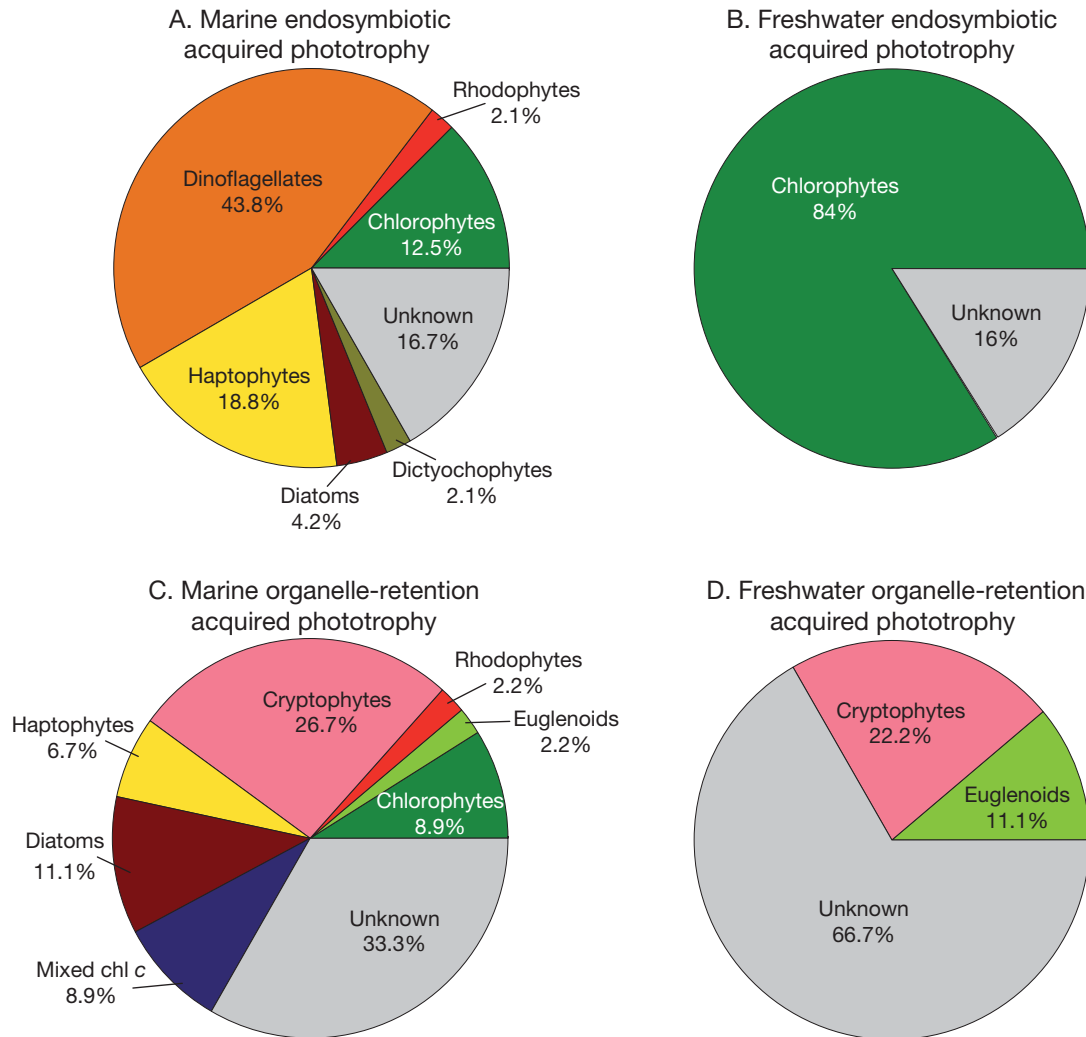 A. Marine endosymbiotic
acquired phototrophy
Rhodophytes
2.1%
Dinoflagellates
43.8%
Chlorophytes
12.5%
Unknown
16.7%
Haptophytes
18.8%
Dictyochophytes
2.1%
Diatoms
4.2%
B. Freshwater endosymbiotic
acquired phototrophy
Chlorophytes
84%
Unknown
16%
C. Marine organelle-retention
acquired phototrophy
Rhodophytes
2.2%
Cryptophytes
26.7%
Euglenoids
2.2%
Haptophytes
6.7%
Chlorophytes
8.9%
Diatoms
11.1%
Unknown
33.3%
Mixed chl c
8.9%
D. Freshwater organelle-retention
acquired phototrophy
Cryptophytes
22.2%
Euglenoids
11.1%
Unknown
66.7%